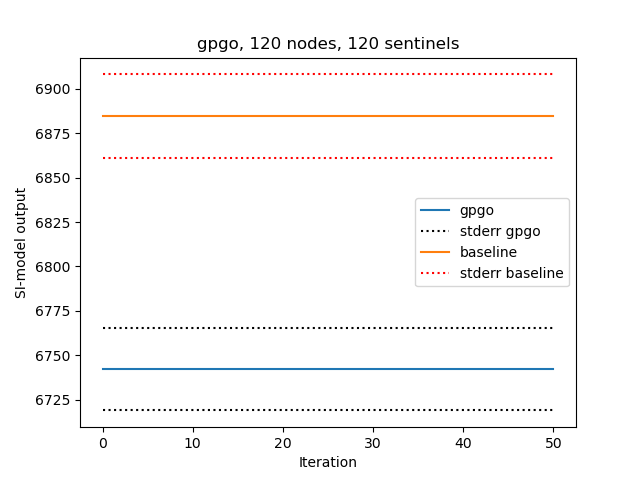 gpgo, 120 nodes, 120 sentinels
6900
6875
6850
6825
6800
6775
6750
6725
SI-model output
gpgo
stderr gpgo
baseline
stderr baseline
0 10 20 30 40 50
Iteration